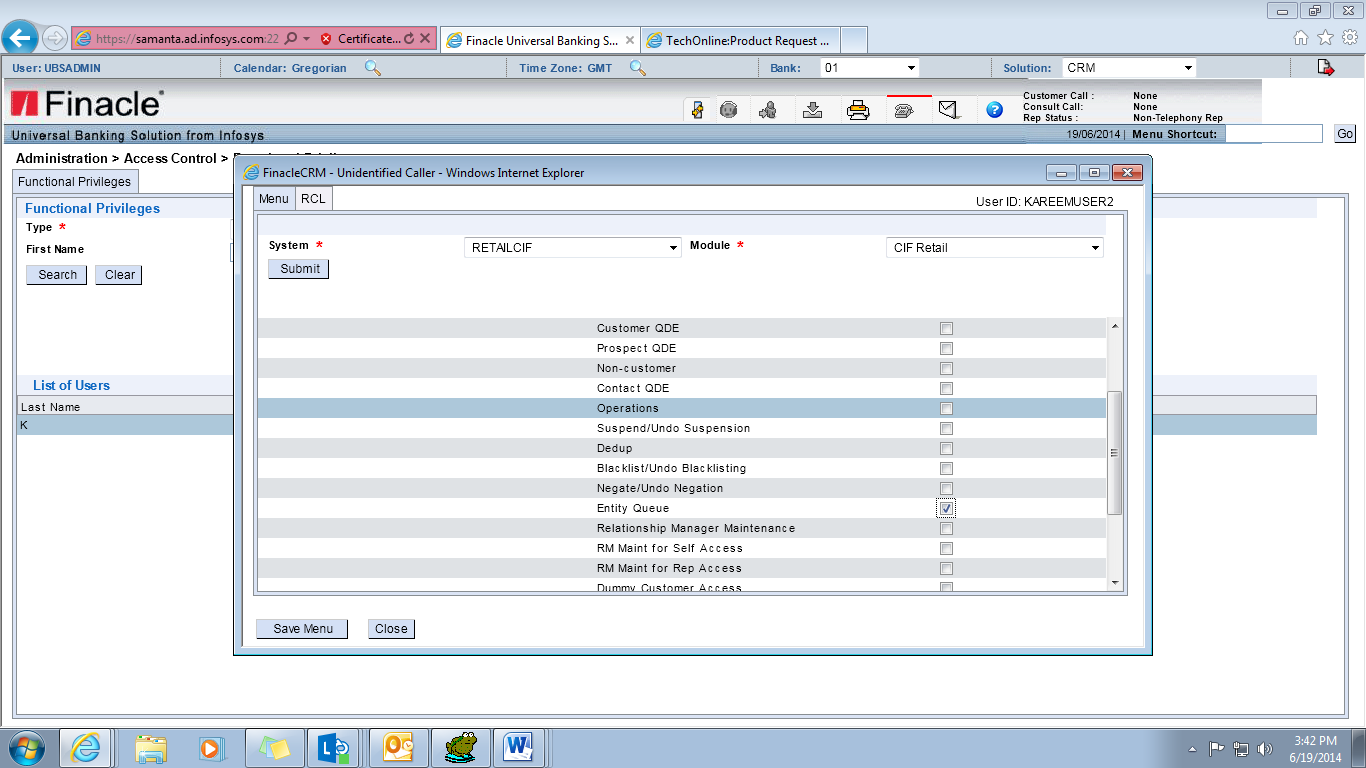 https://samanta.ad.infosys.com:22 Certificate... Finacle Universal Banking S... TechOnline:Product Request ...
User: UBSADMIN Calendar: Gregorian Time Zone: GMT Bank: 01 Solution: CRM
Finacle
Customer Call : None
Consult Call: None
Rep Status : Non-Telephony Rep
Universal Banking Solution from Infosys 19/06/2014 | Menu Shortcut: Go
Administration > Access Control >
Functional Privileges
Functional Privileges
Type *
First Name
Search Clear
List of Users
Last Name
K
FinacleCRM - Unidentified Caller - Windows Internet Explorer
Menu RCL User ID: KAREEMUSER2
System * RETAILCIF Module * CIF Retail
Submit
Customer QDE
Prospect QDE
Non-customer
Contact QDE
Operations
Suspend/Undo Suspension
Dedup
Blacklist/Undo Blacklisting
Negate/Undo Negation
Entity Queue
Relationship Manager Maintenance
RM Maint for Self Access
RM Maint for Rep Access
Dummy Customer Access
Save Menu Close
3:42 PM
6/19/2014